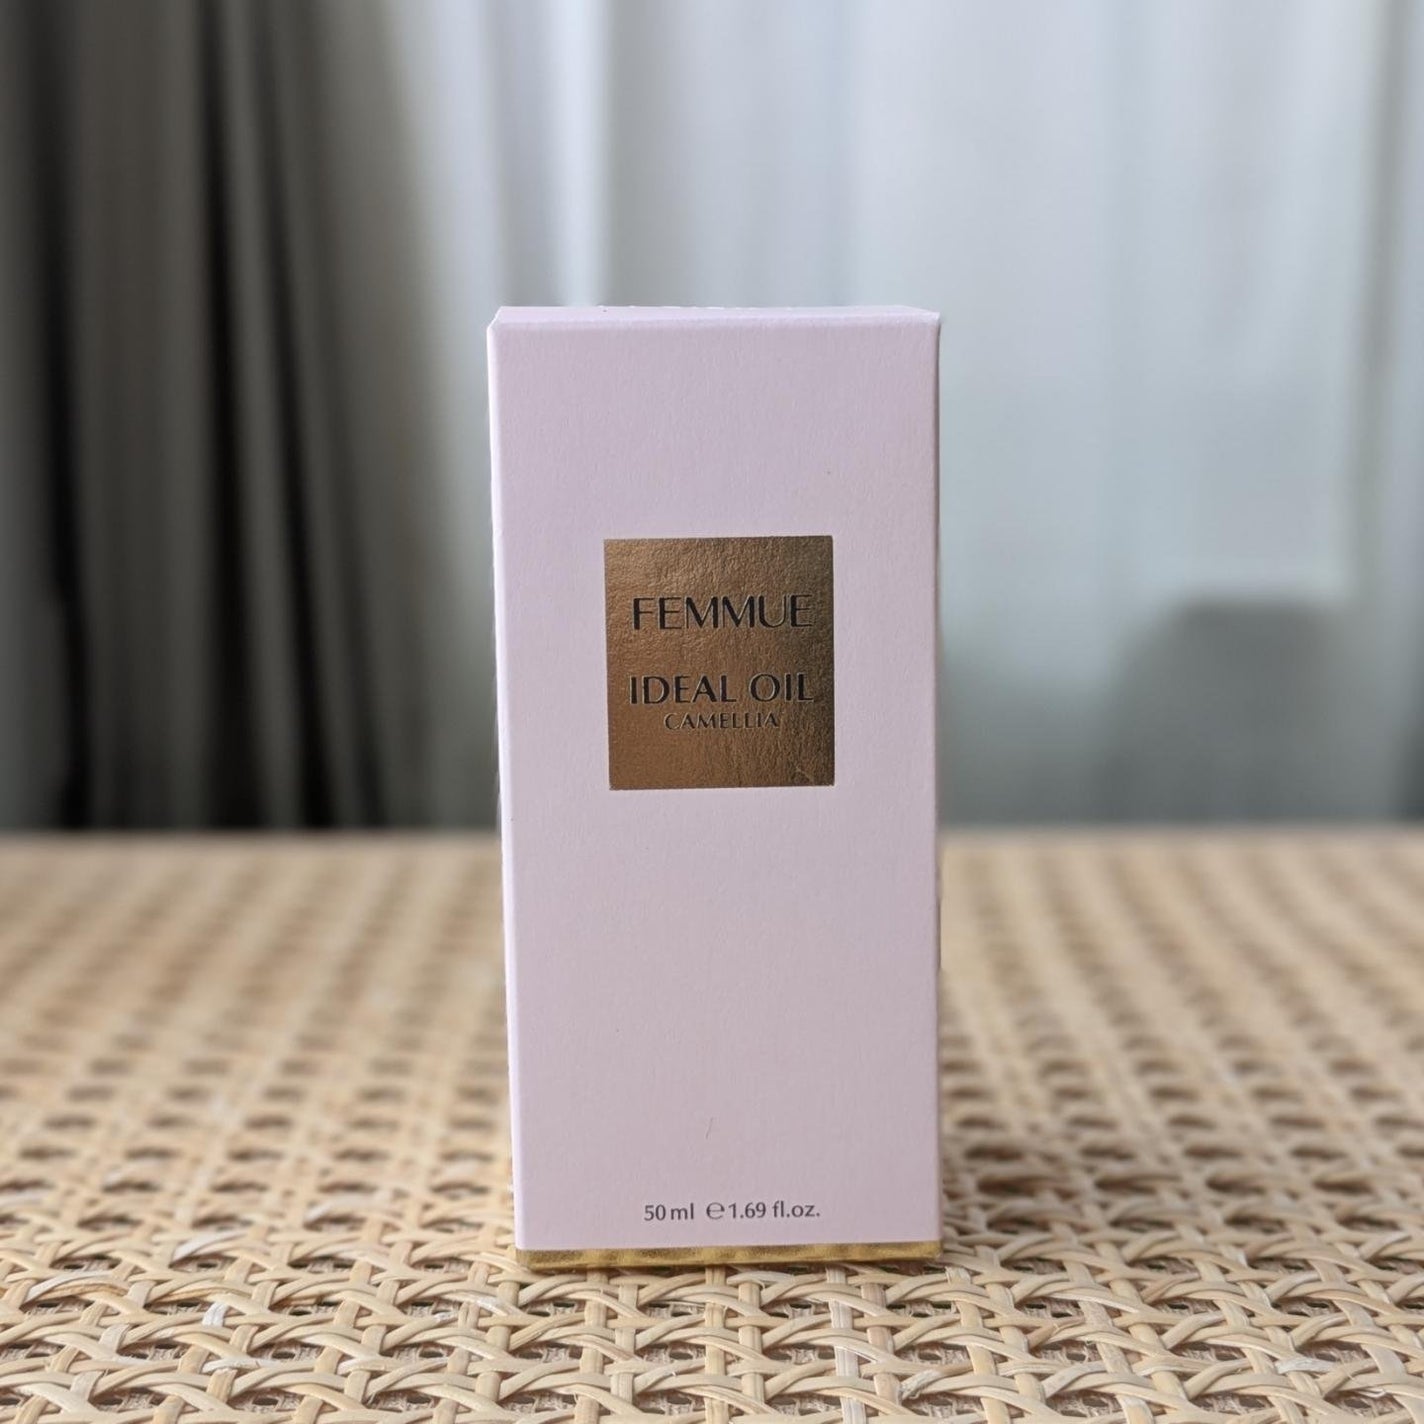 FEMMUE
IDEAL OIL
CAMELLIA
50 ml ℮ 1.69 fl.oz.